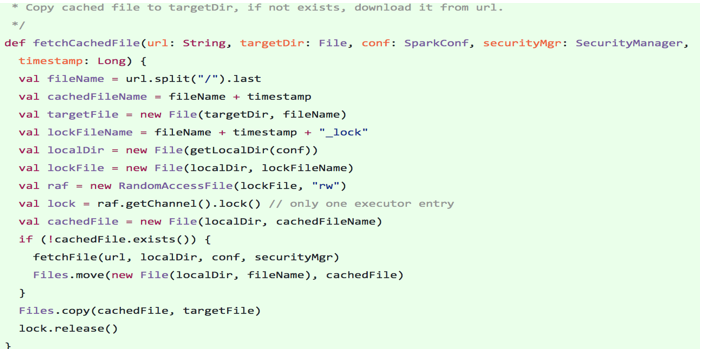 * Copy cached file to targetDir, if not exists, download it from url.
*/
def fetchCachedFile(url: String, targetDir: File, conf: SparkConf, securityMgr: SecurityManager,
timestamp: Long) {
val fileName = url.split("/").last
val cachedFileName = fileName + timestamp
val targetFile = new File(targetDir, fileName)
val lockFileName = fileName + timestamp + "_lock"
val localDir = new File(getLocalDir(conf))
val lockFile = new File(localDir, lockFileName)
val raf = new RandomAccessFile(lockFile, "rw")
val lock = raf.getChannel().lock() // only one executor entry
val cachedFile = new File(localDir, cachedFileName)
if (!cachedFile.exists()) {
fetchFile(url, localDir, conf, securityMgr)
Files.move(new File(localDir, fileName), cachedFile)
}
Files.copy(cachedFile, targetFile)
lock.release()
}